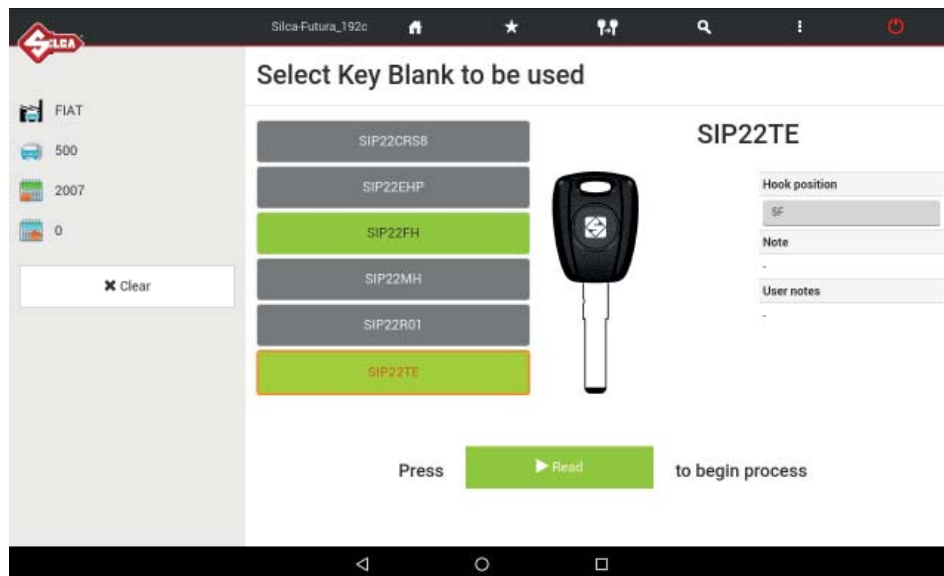 Silca-Futura_192c
SILCA
Select Key Blank to be used
FIAT
500
2007
0
Clear
SIP22CRS8
SIP22EHP
SIP22FH
SIP22MH
SIP22R01
SIP22TE
SIP22TE
Hook position
5F
Note
-
User notes
-
Press Read to begin process